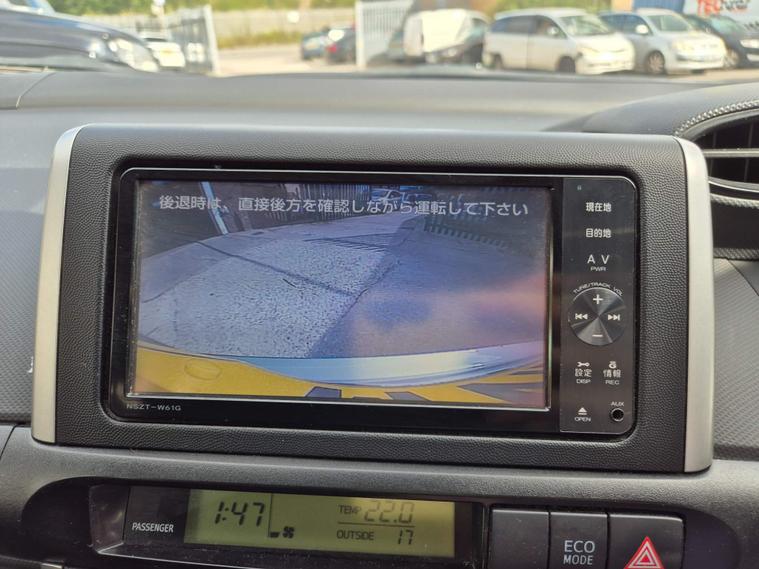 後退時は、直接後方を確認しながら運転して下さい
現在地
目的地
AV
PWR
TUNE/TRACK VOL
設定 情報
DISP REC
OPEN
AUX
NSZT-W61G
PASSENGER
1:47
TEMP 22.0
OUTSIDE 17
ECO
MODE